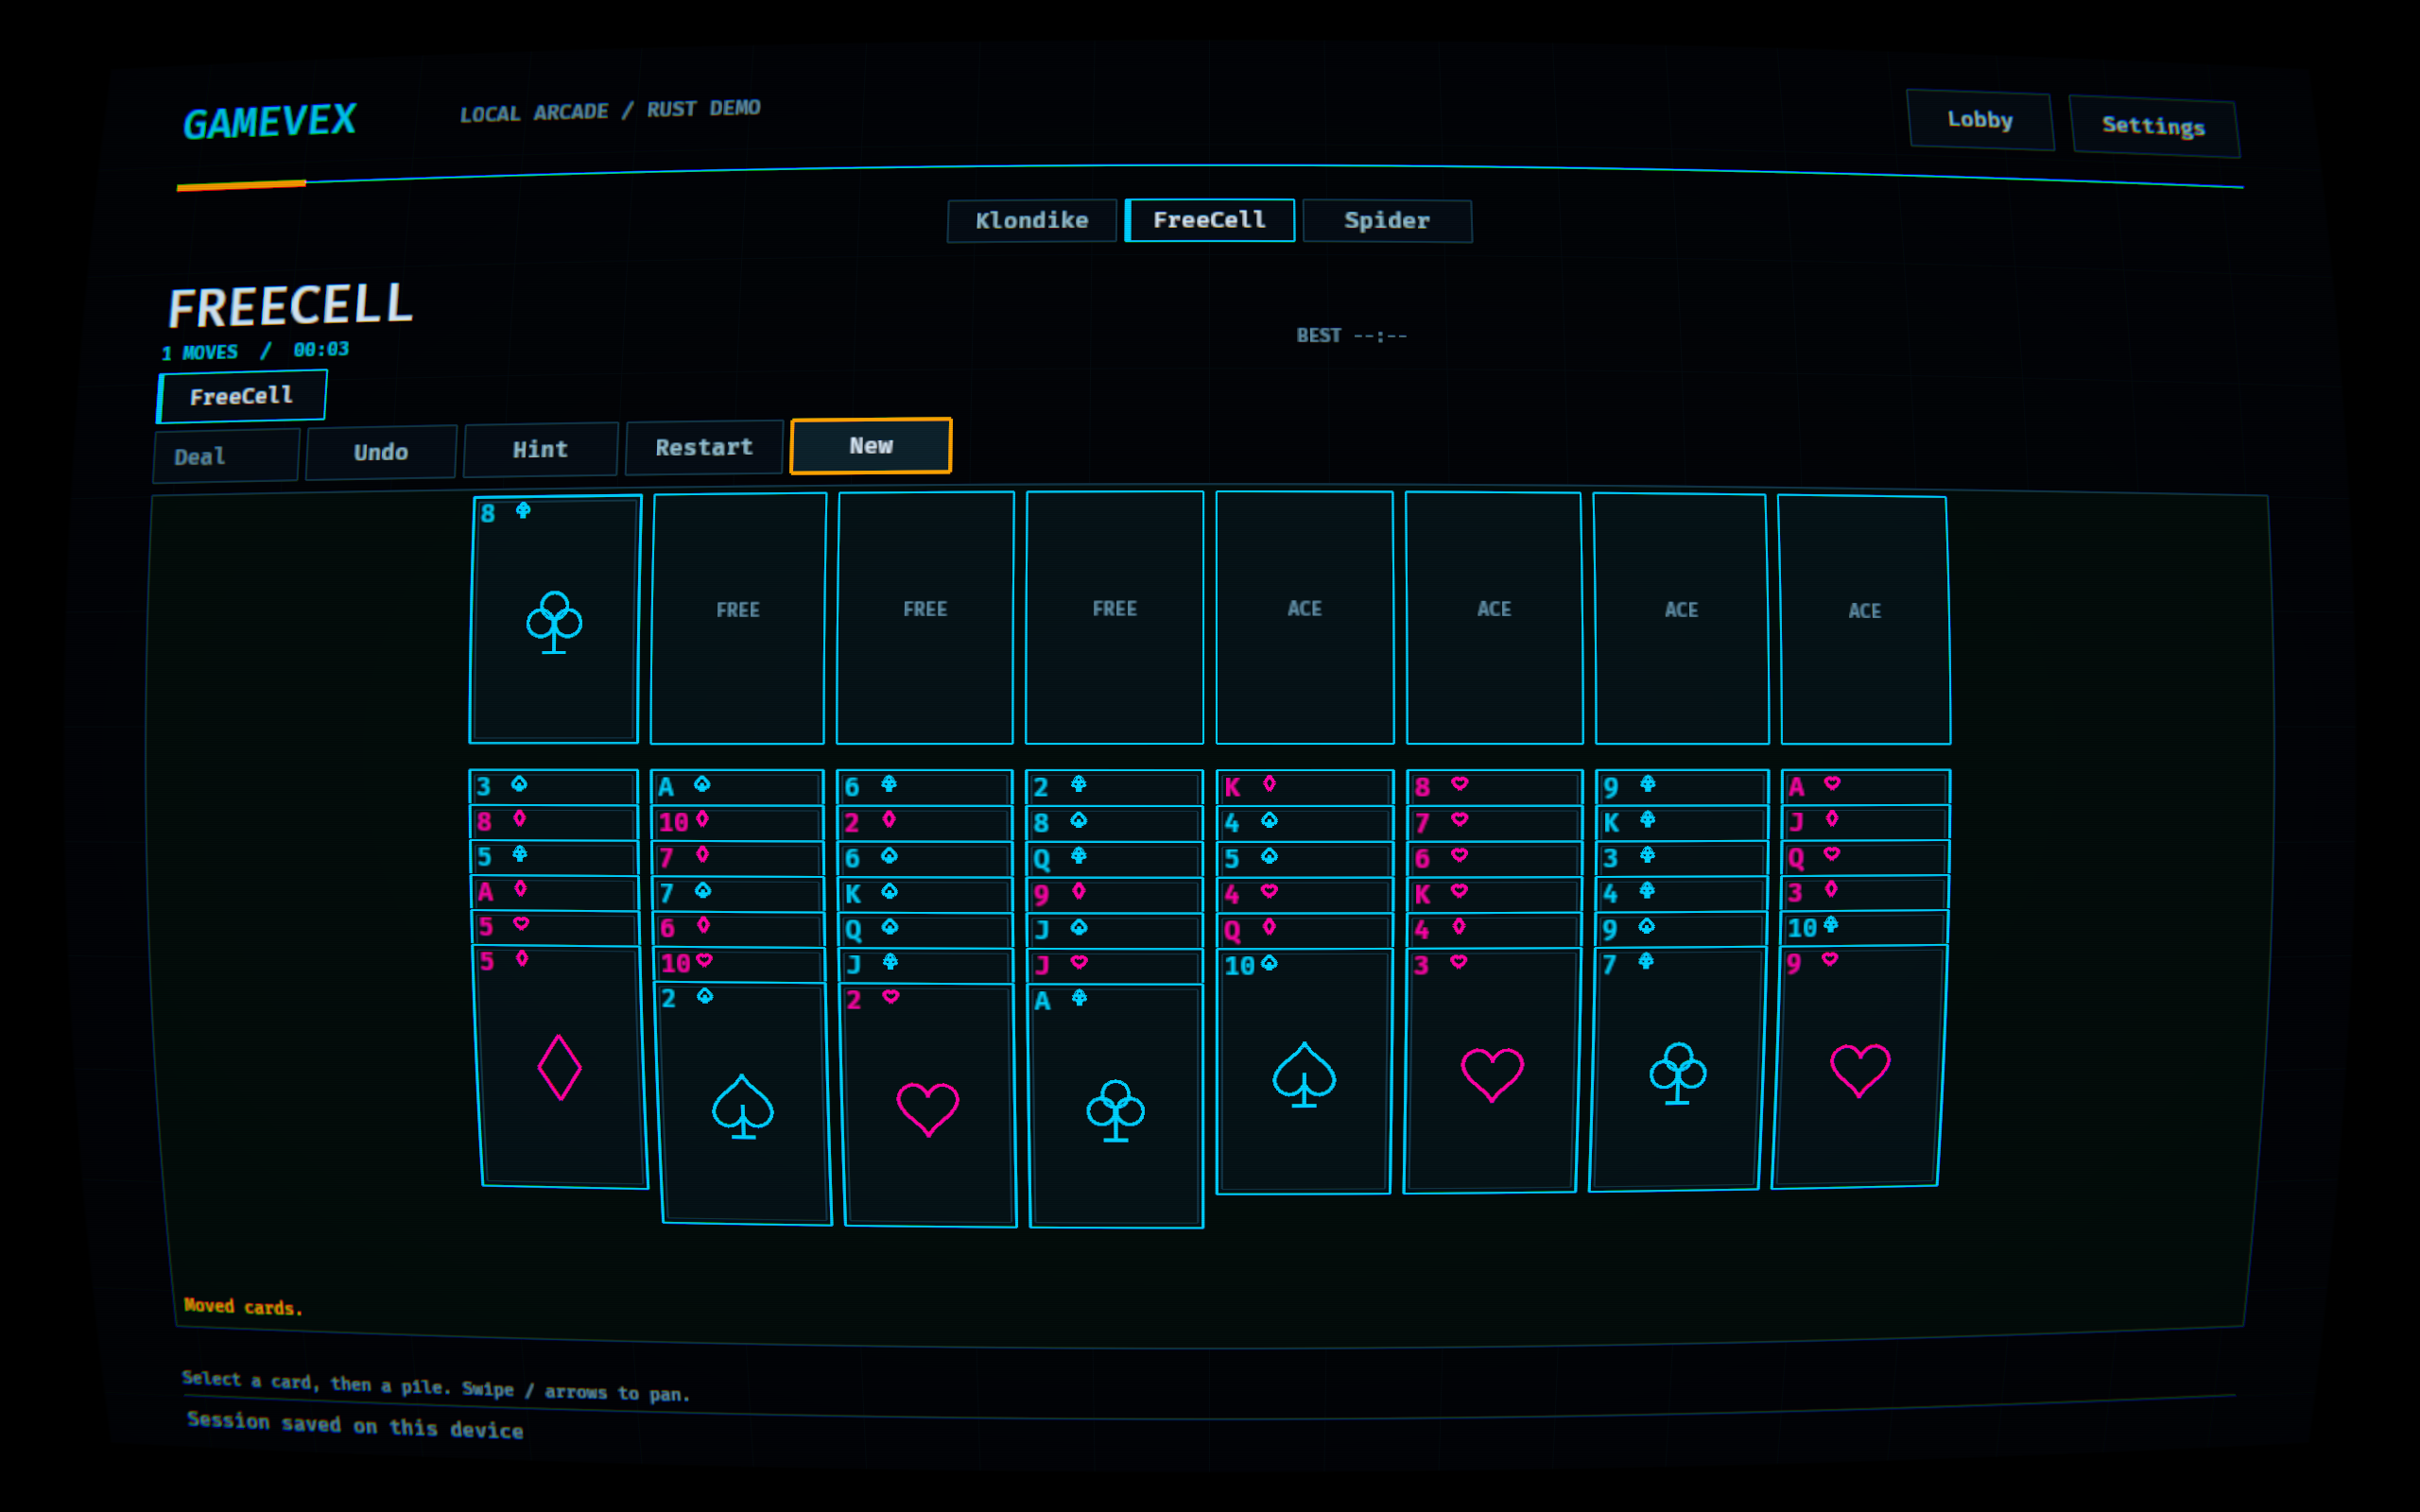 GAMEVEX LOCAL ARCADE / RUST DEMO Lobby Settings
Klondike FreeCell Spider
FREECELL
1 MOVES / 00:03 BEST --:--
FreeCell
Deal Undo Hint Restart New
8 ♣ FREE FREE FREE ACE ACE ACE ACE
3 ♠ A ♠ 6 ♣ 2 ♣ K ♦ 8 ♥ 9 ♣ A ♥
8 ♦ 10 ♦ 2 ♦ 8 ♠ 4 ♠ 7 ♥ K ♣ J ♦
5 ♣ 7 ♦ 6 ♠ Q ♣ 5 ♠ 6 ♥ 3 ♣ Q ♥
A ♦ 7 ♠ K ♠ 9 ♦ 4 ♥ K ♥ 4 ♣ 3 ♦
5 ♥ 6 ♦ Q ♠ J ♠ Q ♦ 4 ♦ 9 ♠ 10 ♣
5 ♦ 10 ♥ J ♣ J ♥ 10 ♠ 3 ♥ 7 ♣ 9 ♥
2 ♠ 2 ♥ A ♣
Moved cards.
Select a card, then a pile. Swipe / arrows to pan.
Session saved on this device